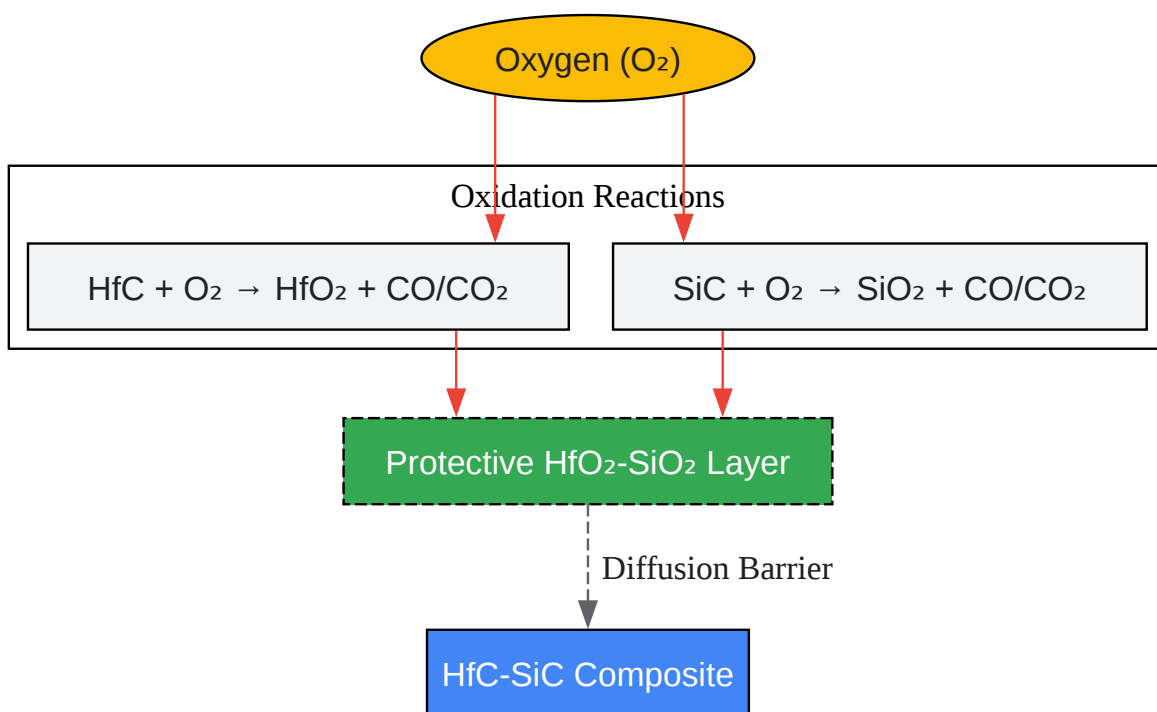 Oxygen (O₂)
Oxidation Reactions
HfC + O₂ → HfO₂ + CO/CO₂
SiC + O₂ → SiO₂ + CO/CO₂
Protective HfO₂-SiO₂ Layer
Diffusion Barrier
HfC-SiC Composite